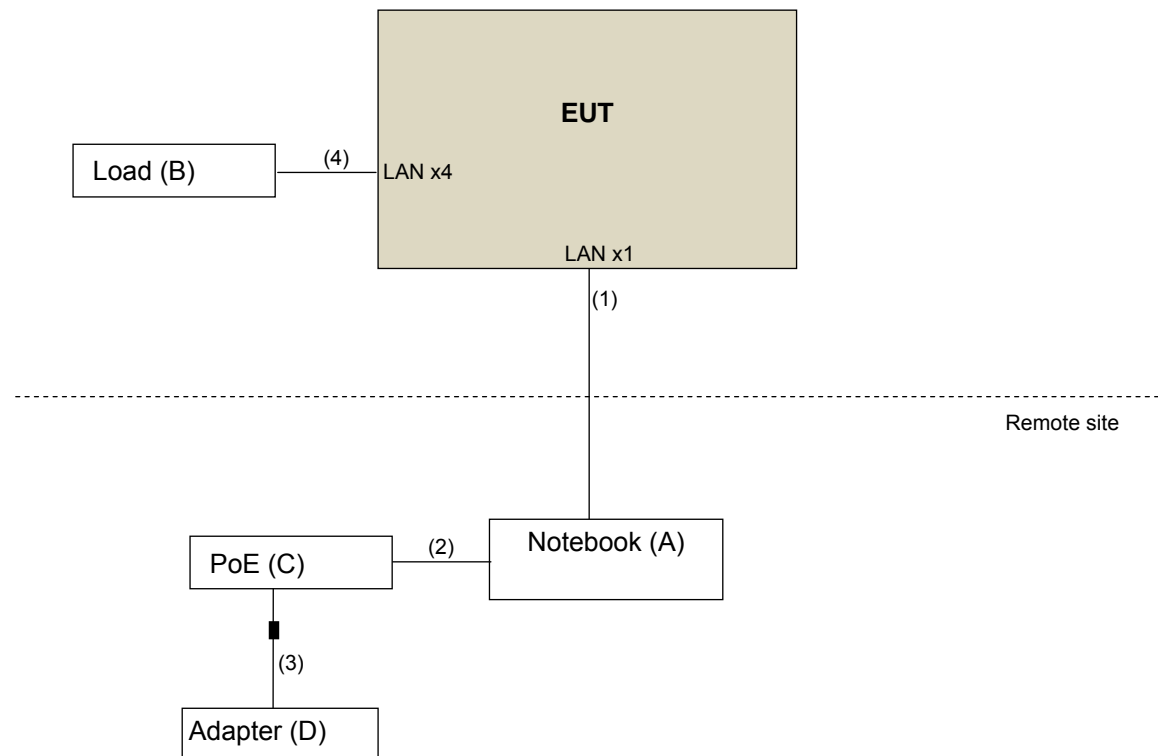 EUT
(4)
Load (B)
LAN x4
LAN x1
(1)
Remote site
Notebook (A)
(2)
PoE (C)
(3)
Adapter (D)